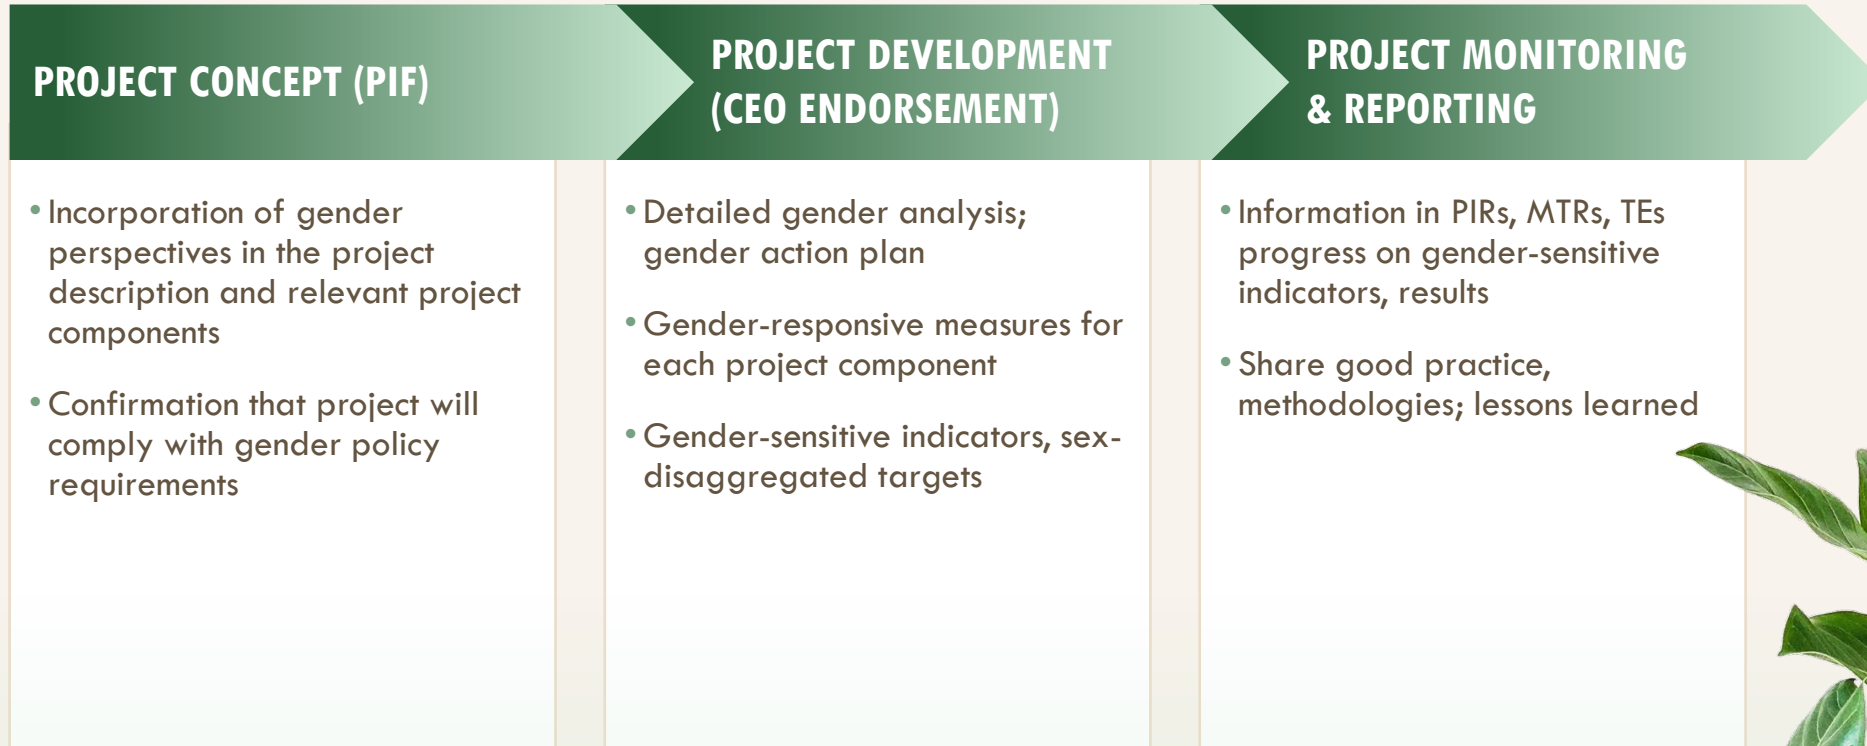 PROJECT CONCEPT (PIF)
• Incorporation of gender
perspectives in the project
description and relevant project
components
• Confirmation that project will
comply with gender policy
requirements
PROJECT DEVELOPMENT
(CEO ENDORSEMENT)
• Detailed gender analysis;
gender action plan
• Gender-responsive measures for
each project component
• Gender-sensitive indicators, sex-
disaggregated targets
PROJECT MONITORING
& REPORTING
• Information in PIRs, MTRs, TEs
progress on gender-sensitive
indicators, results
• Share good practice,
methodologies; lessons learned